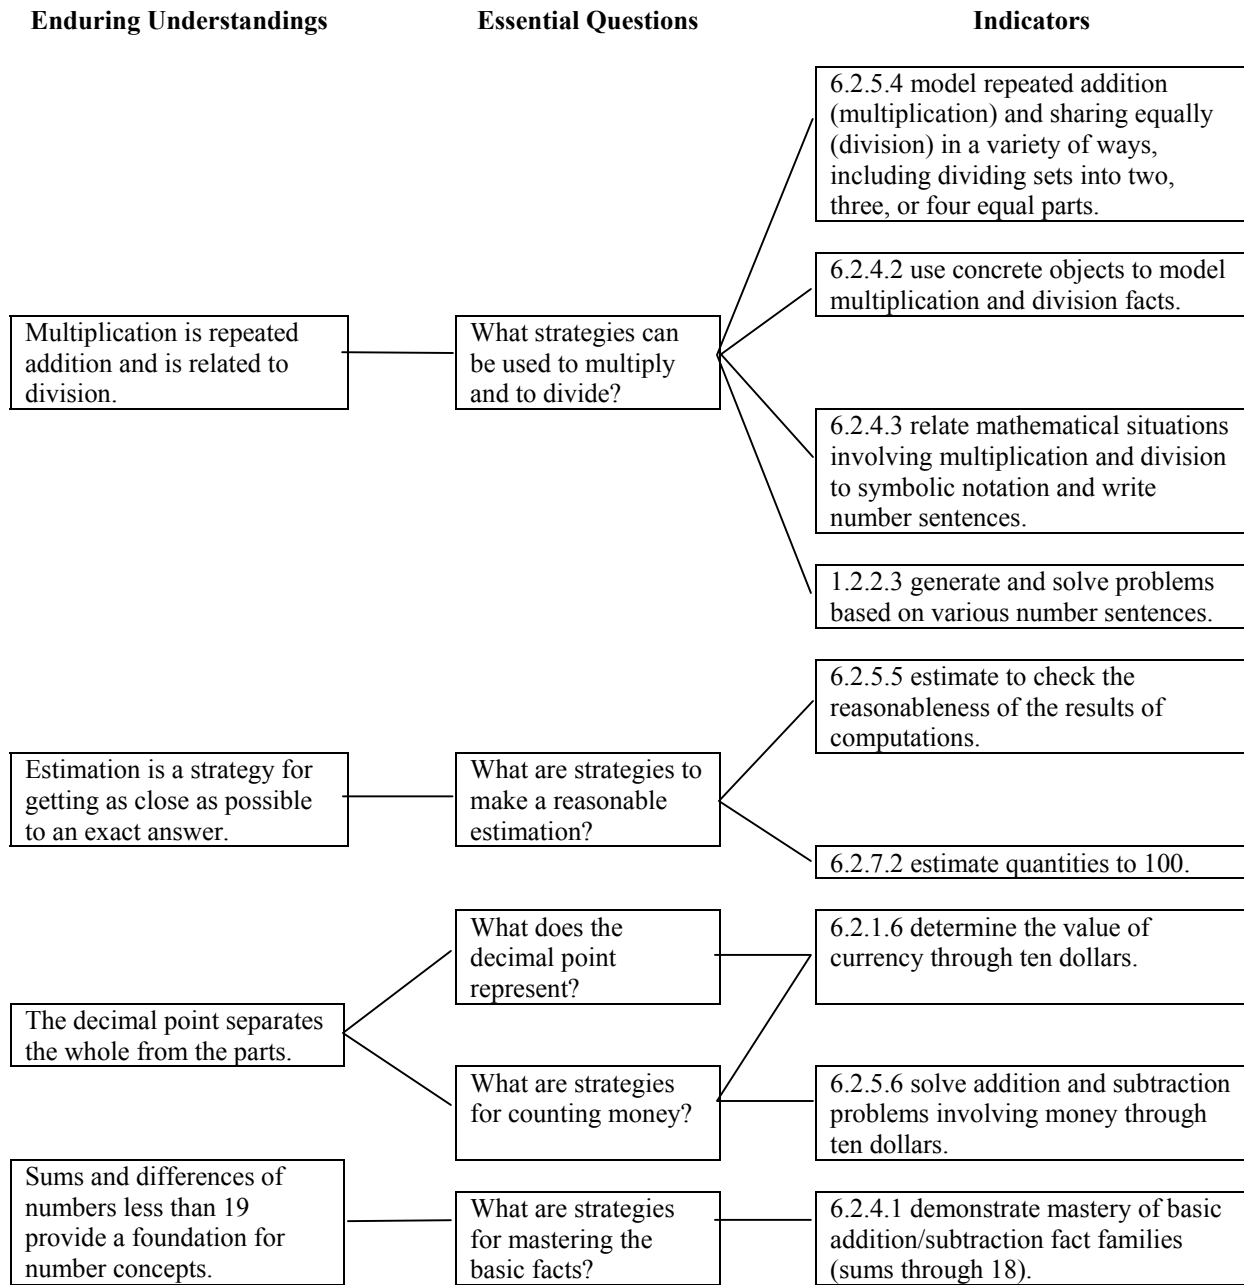 Enduring Understandings
Essential Questions
Indicators
6.2.5.4 model repeated addition
(multiplication) and sharing equally
(division) in a variety of ways,
including dividing sets into two,
three, or four equal parts.
6.2.4.2 use concrete objects to model
multiplication and division facts.
Multiplication is repeated
addition and is related to
division.
What strategies can
be used to multiply
and to divide?
6.2.4.3 relate mathematical situations
involving multiplication and division
to symbolic notation and write
number sentences.
1.2.2.3 generate and solve problems
based on various number sentences.
6.2.5.5 estimate to check the
reasonableness of the results of
computations.
Estimation is a strategy for
getting as close as possible
to an exact answer.
What are strategies to
make a reasonable
estimation?
6.2.7.2 estimate quantities to 100.
What does the
decimal point
represent?
6.2.1.6 determine the value of
currency through ten dollars.
The decimal point separates
the whole from the parts.
What are strategies
for counting money?
6.2.5.6 solve addition and subtraction
problems involving money through
ten dollars.
Sums and differences of
numbers less than 19
provide a foundation for
number concepts.
What are strategies
for mastering the
basic facts?
6.2.4.1 demonstrate mastery of basic
addition/subtraction fact families
(sums through 18).